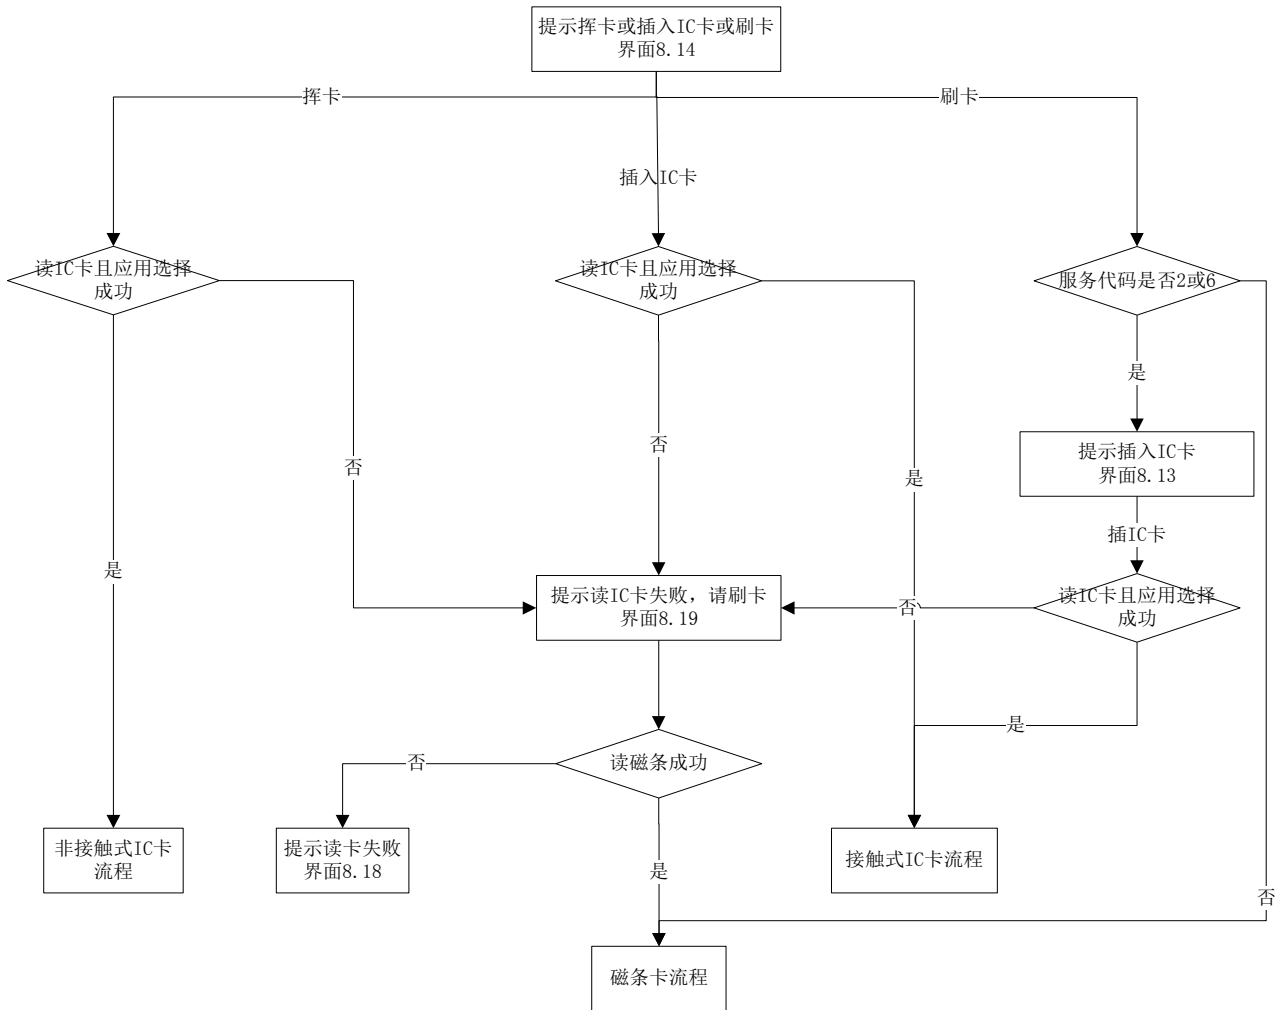 提示挥卡或插入IC卡或刷卡
界面8.14
挥卡
刷卡
插入IC卡
读IC卡且应用选择
成功
读IC卡且应用选择
成功
服务代码是否2或6
是
否
否
是
提示插入IC卡
界面8.13
插IC卡
是
提示读IC卡失败，请刷卡
界面8.19
否
读IC卡且应用选择
成功
是
否
读磁条成功
非接触式IC卡
流程
提示读卡失败
界面8.18
是
接触式IC卡流程
否
磁条卡流程